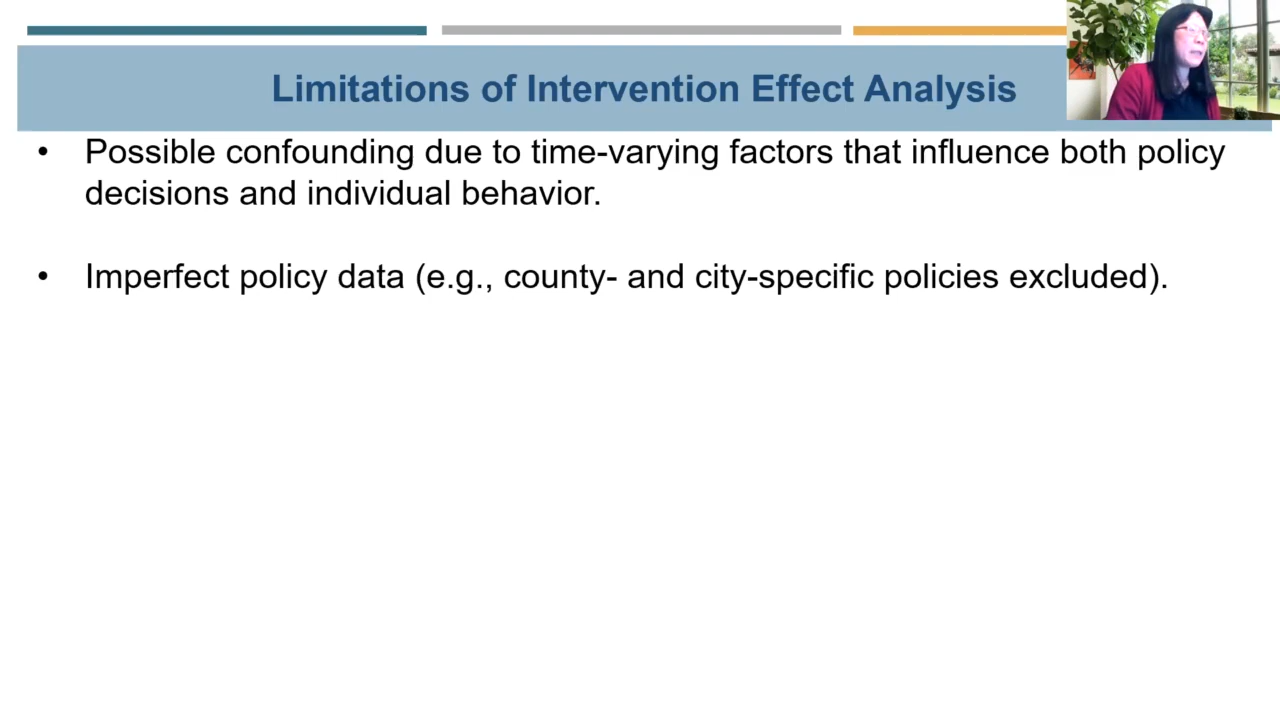 Limitations of Intervention Effect Analysis
• Possible confounding due to time-varying factors that influence both policy
decisions and individual behavior.
• Imperfect policy data (e.g., county- and city-specific policies excluded).